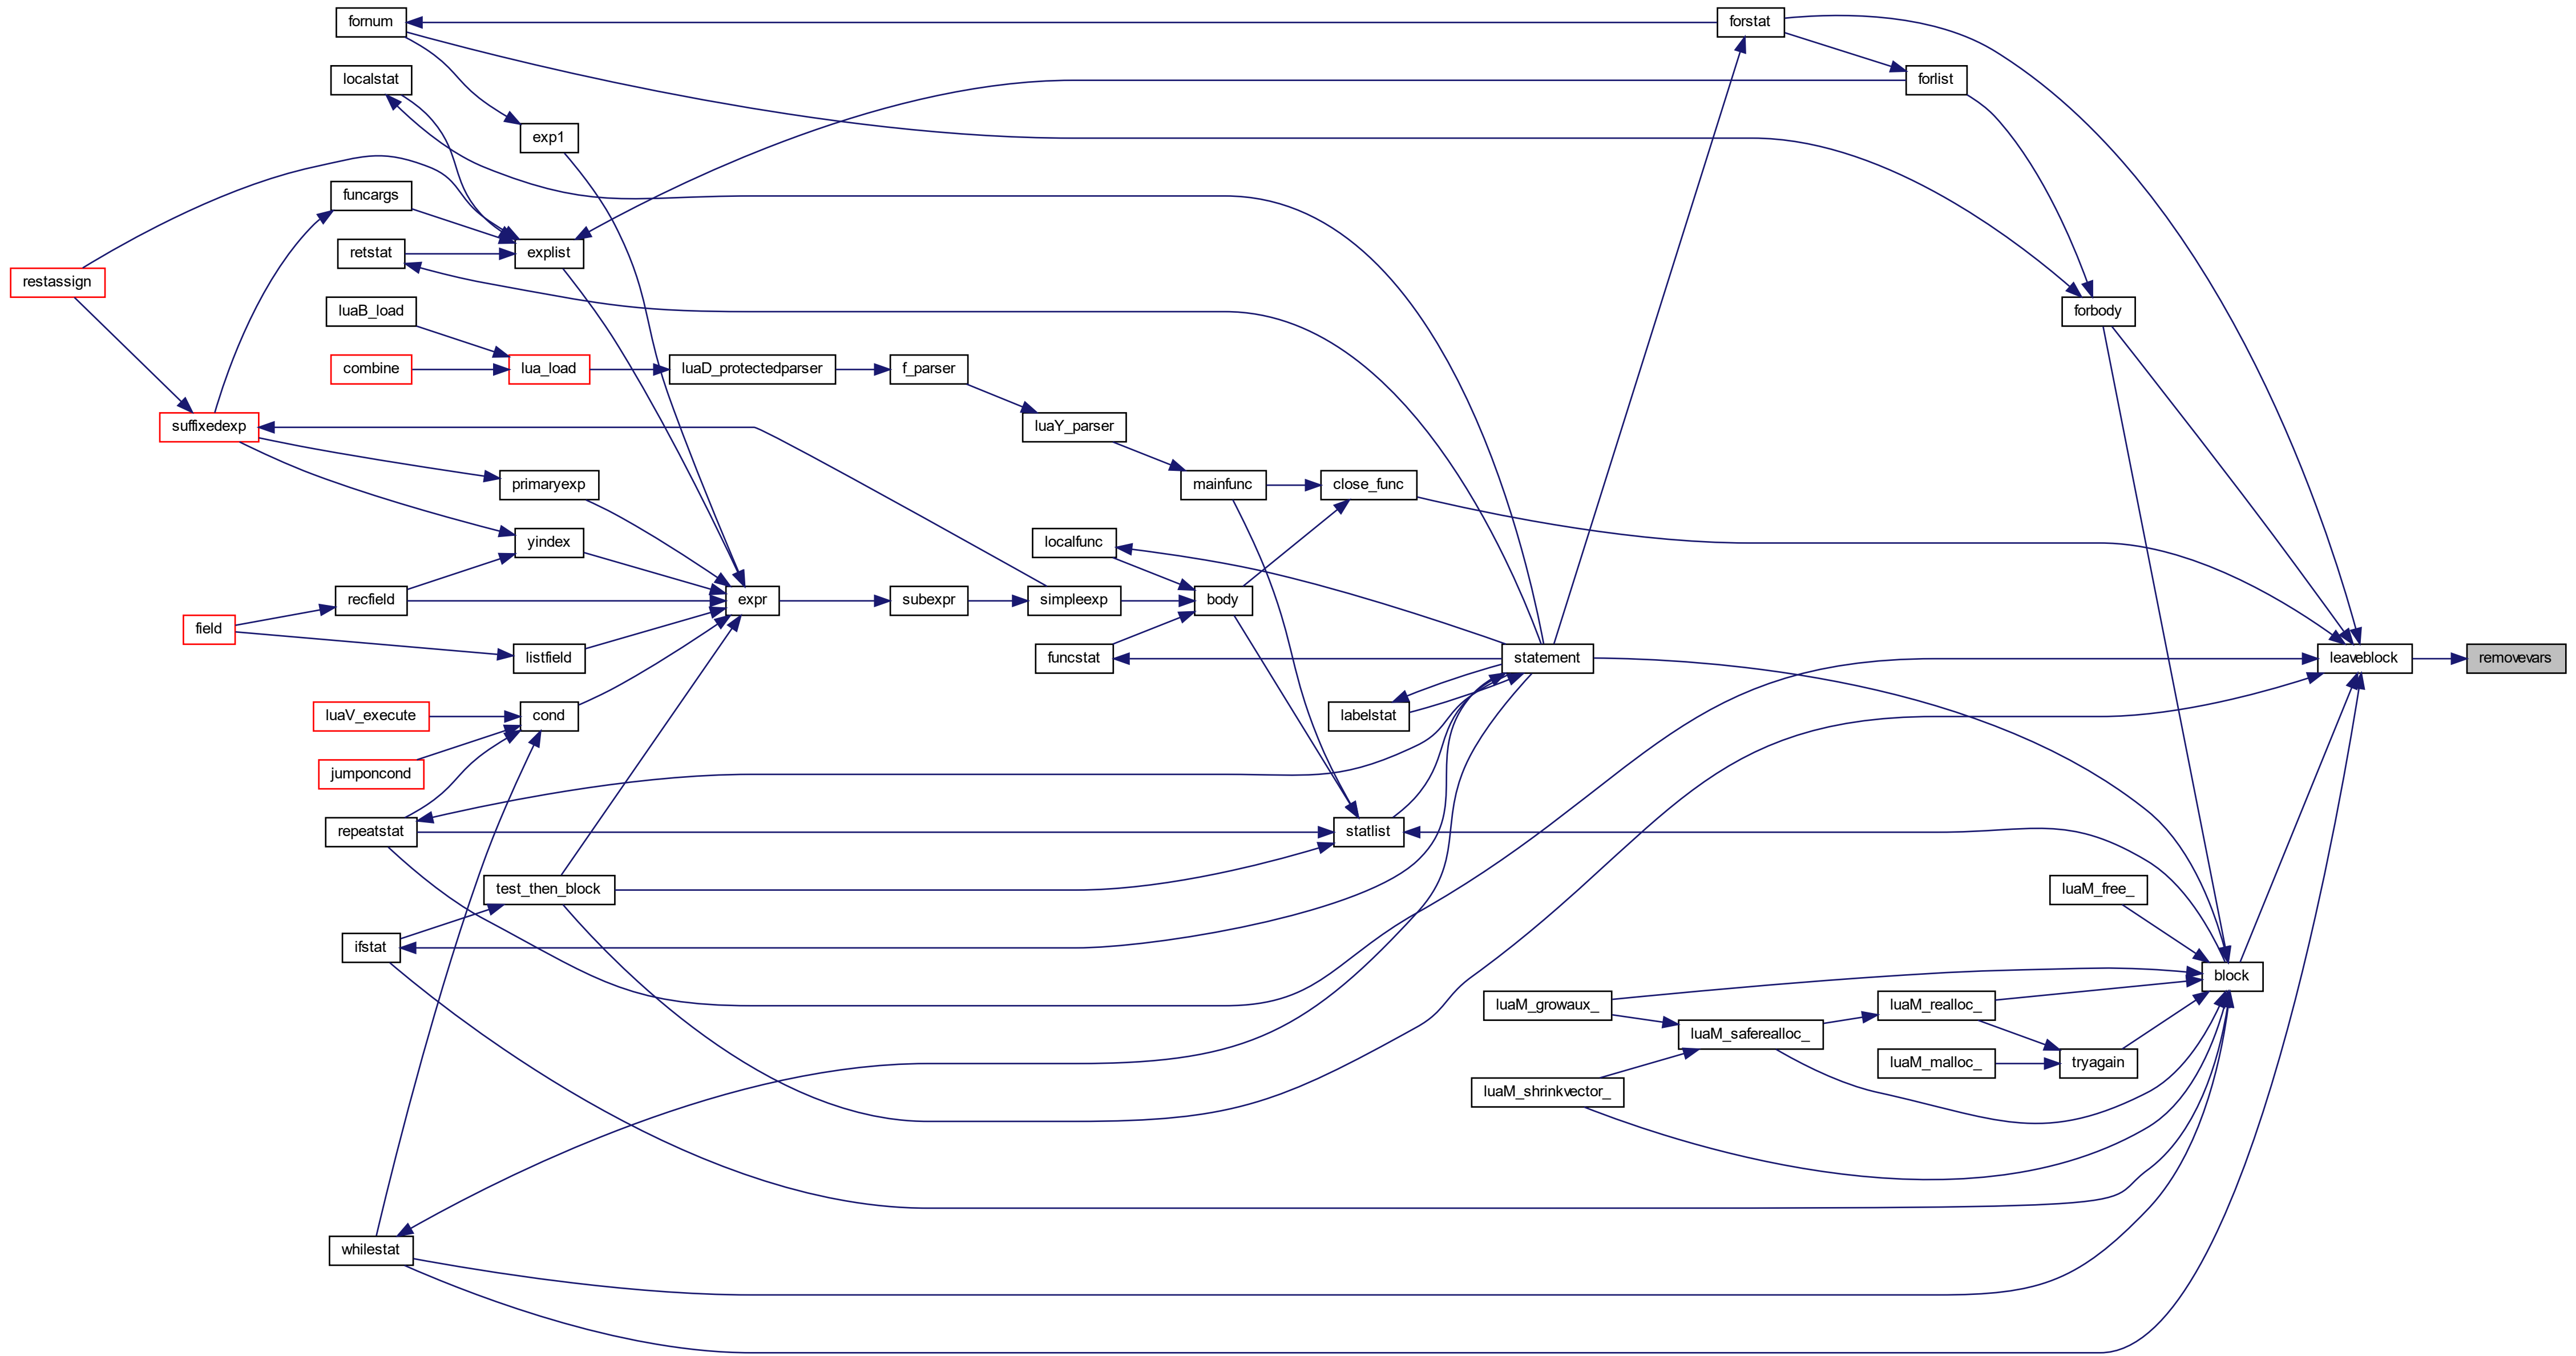 fornum
forstat
localstat
forlist
exp1
funcargs
retstat
explist
restassign
luaB_load
forbody
combine
lua_load
luaD_protectedparser
f_parser
suffixedexp
luaY_parser
primaryexp
mainfunc
close_func
yindex
localfunc
recfield
expr
subexpr
simpleexp
body
field
listfield
funcstat
statement
leaveblock
removevars
luaV_execute
cond
labelstat
jumponcond
repeatstat
statlist
test_then_block
luaM_free_
ifstat
block
luaM_growaux_
luaM_realloc_
luaM_saferealloc_
luaM_malloc_
tryagain
luaM_shrinkvector_
whilestat